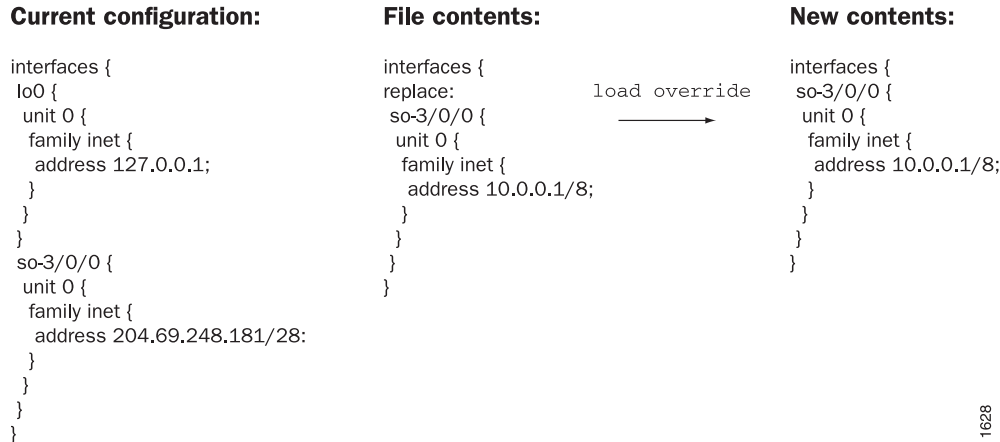 Current configuration:
interfaces {
lo0 {
unit 0 {
family inet {
address 127.0.0.1;
}
}
}
so-3/0/0 {
unit 0 {
family inet {
address 204.69.248.181/28:
}
}
}
}
File contents:
interfaces {
replace:
so-3/0/0 {
unit 0 {
family inet {
address 10.0.0.1/8;
}
}
}
}
load override
New contents:
interfaces {
so-3/0/0 {
unit 0 {
family inet {
address 10.0.0.1/8;
}
}
}
}
1628